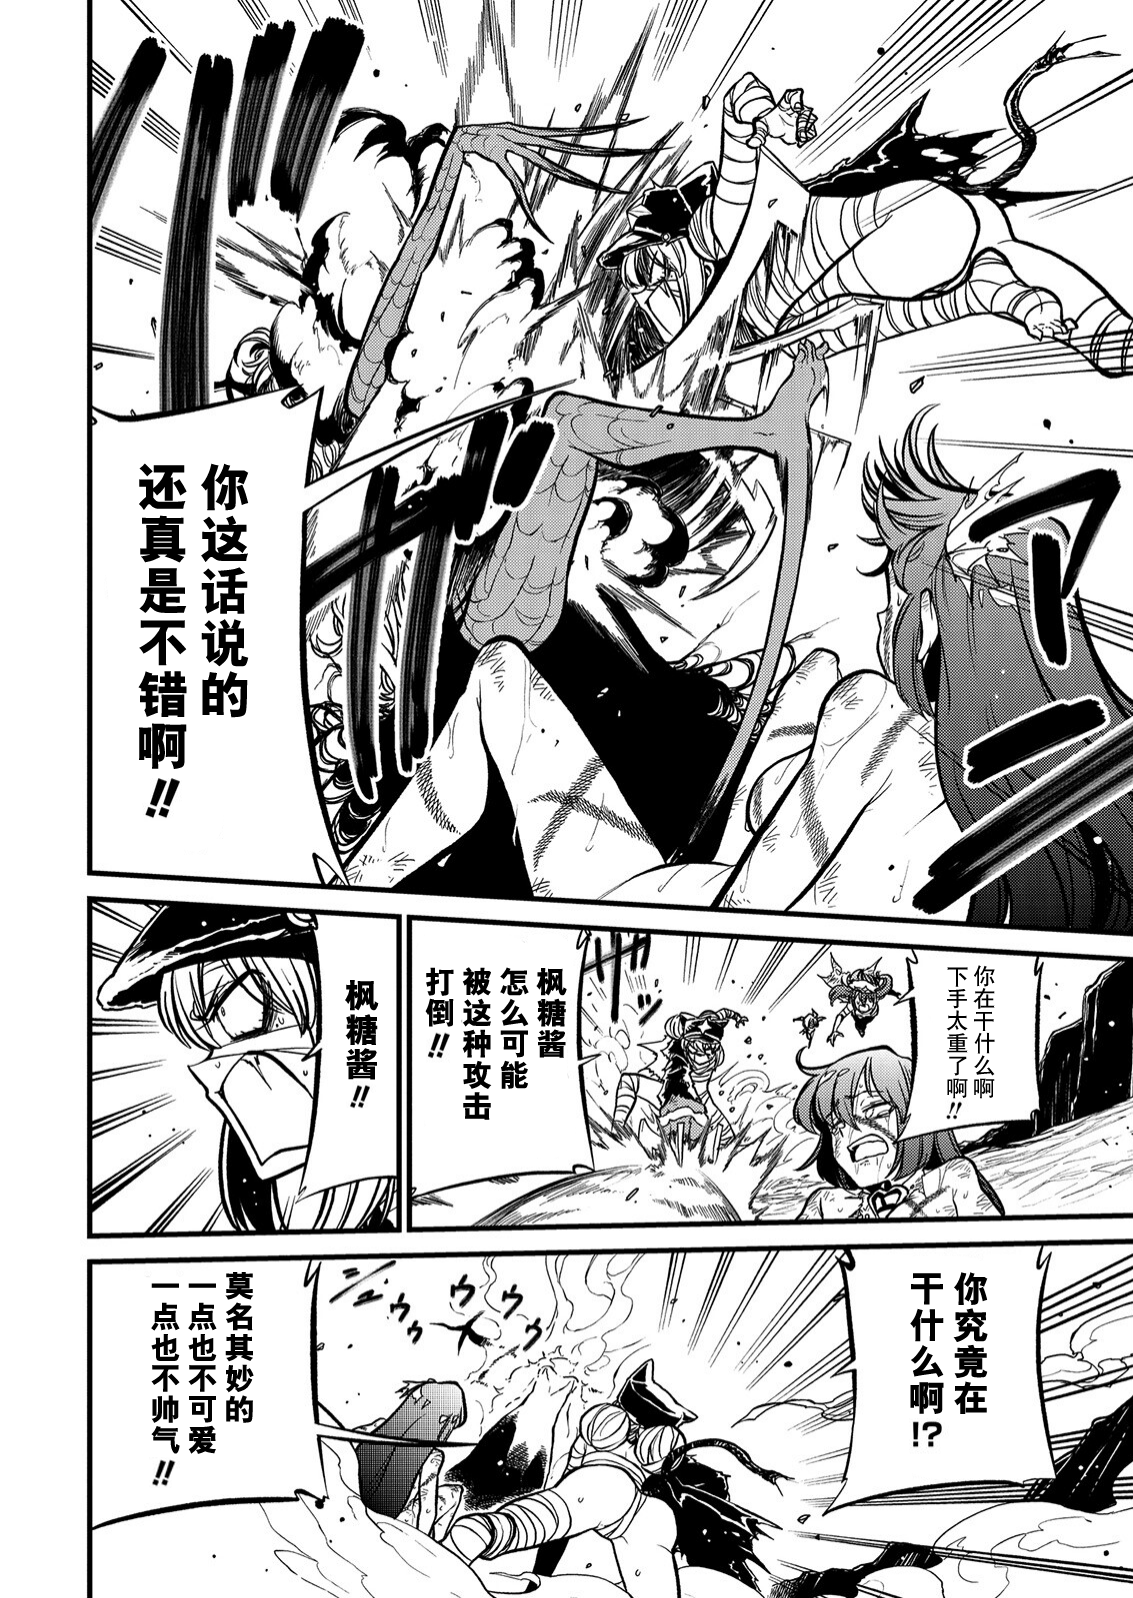 你这话说的
还真是不错啊!!
你在干什么啊
下手太重了啊!!
枫糖酱
怎么可能
被这种攻击
打倒!!
枫糖酱!!
你究竟在
干什么啊!?
ゥゥゥ
莫名其妙的
一点也不可爱
一点也不帅气!!